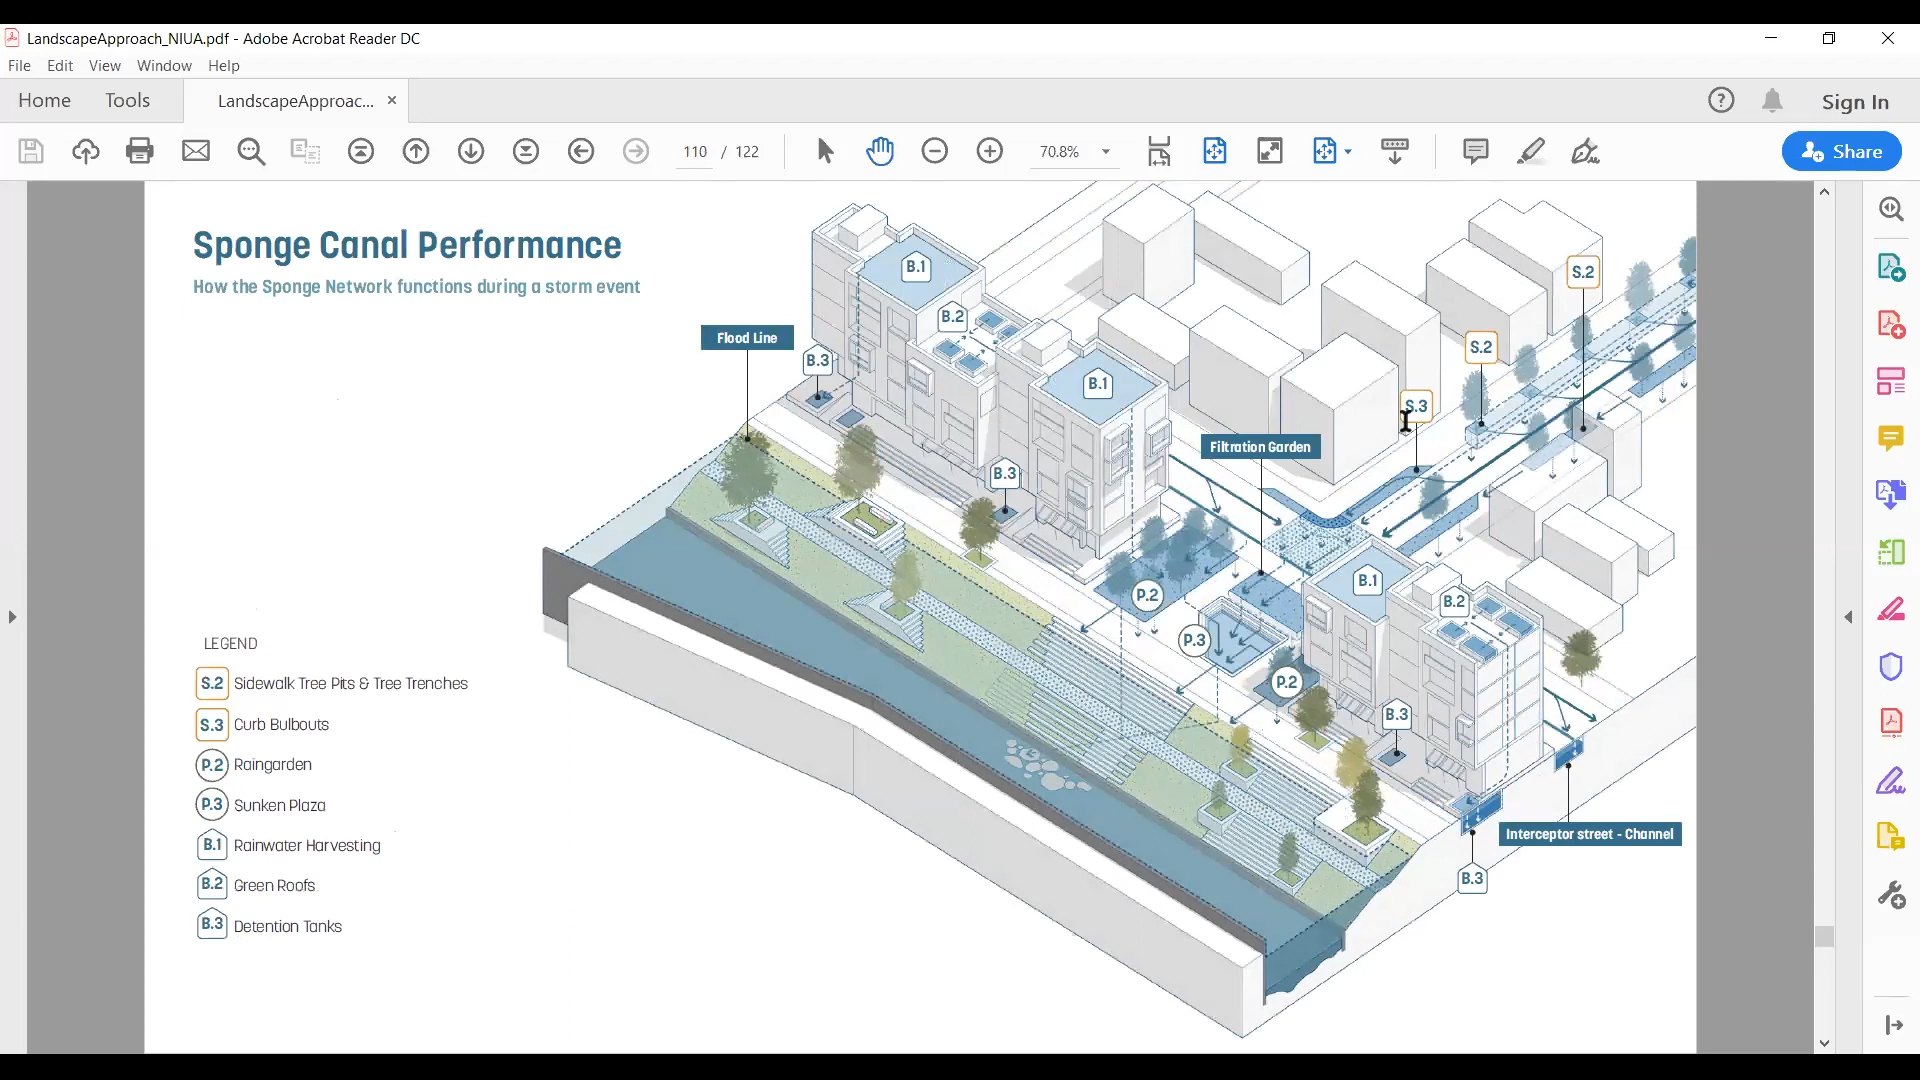 LandscapeApproach_NIUA.pdf - Adobe Acrobat Reader DC
File Edit View Window Help
Home Tools LandscapeApproac... × ? Sign In
110 / 122 70.8% Share
Sponge Canal Performance
How the Sponge Network functions during a storm event
B.1
S.2
B.2
Flood Line
S.2
B.3
B.1
S.3
Filtration Garden
B.3
B.1
P.2
B.2
P.3
LEGEND
S.2 Sidewalk Tree Pits & Tree Trenches
P.2
B.3
S.3 Curb Bulbouts
P.2 Raingarden
P.3 Sunken Plaza
Interceptor street - Channel
B.1 Rainwater Harvesting
B.3
B.2 Green Roofs
B.3 Detention Tanks